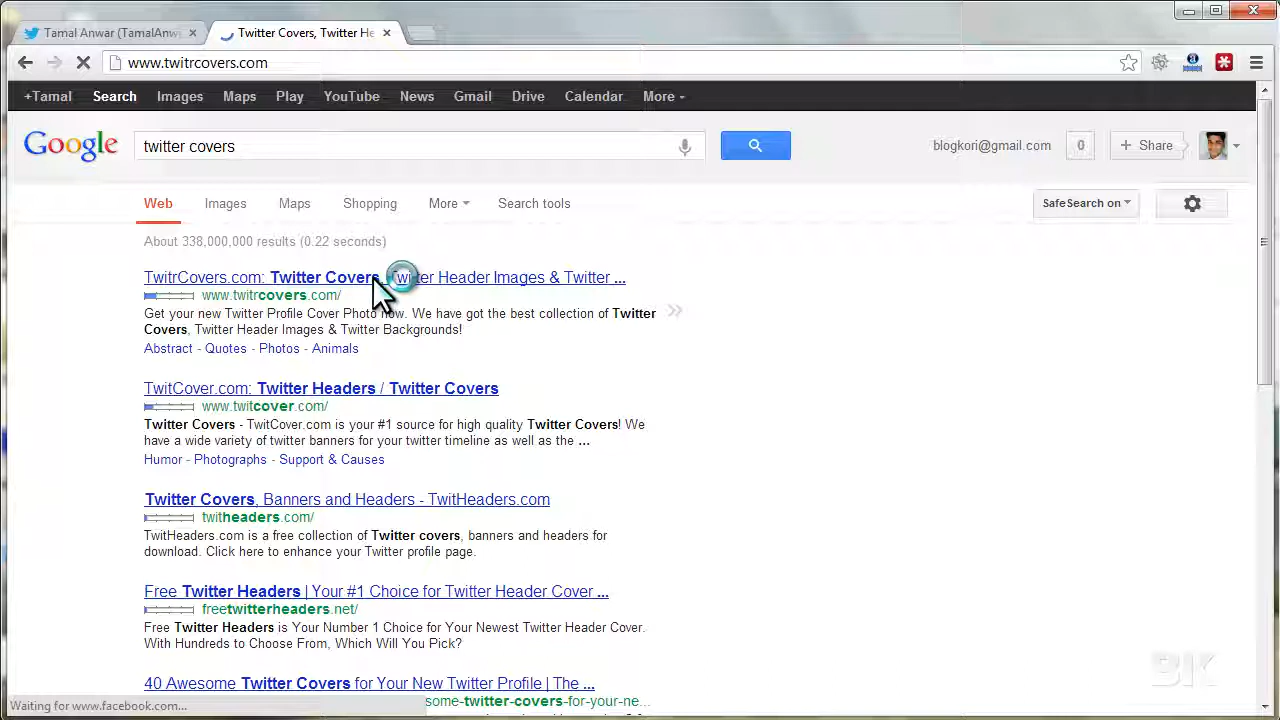 Tamal Anwar (TamalAnw
Twitter Covers, Twitter He
www.twitrcovers.com
+Tamal Search Images Maps Play YouTube News Gmail Drive Calendar More
Google twitter covers blogkori@gmail.com 0 + Share
Web Images Maps Shopping More Search tools SafeSearch on
About 338,000,000 results (0.22 seconds)
TwitrCovers.com: Twitter Covers, Twitter Header Images & Twitter ...
www.twitrcovers.com/
Get your new Twitter Profile Cover Photo now. We have got the best collection of Twitter
Covers, Twitter Header Images & Twitter Backgrounds!
Abstract - Quotes - Photos - Animals
TwitCover.com: Twitter Headers / Twitter Covers
www.twitcover.com/
Twitter Covers - TwitCover.com is your #1 source for high quality Twitter Covers! We
have a wide variety of twitter banners for your twitter timeline as well as the ...
Humor - Photographs - Support & Causes
Twitter Covers, Banners and Headers - TwitHeaders.com
twitheaders.com/
TwitHeaders.com is a free collection of Twitter covers, banners and headers for
download. Click here to enhance your Twitter profile page.
Free Twitter Headers | Your #1 Choice for Twitter Header Cover ...
freetwitterheaders.net/
Free Twitter Headers is Your Number 1 Choice for Your Newest Twitter Header Cover.
With Hundreds to Choose From, Which Will You Pick?
40 Awesome Twitter Covers for Your New Twitter Profile | The ...
some-twitter-covers-for-your-ne...
Waiting for www.facebook.com...
BK